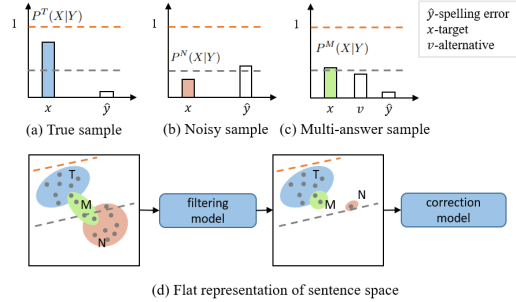 P^T(X|Y)
1
x
ŷ
(a) True sample
P^N(X|Y)
1
x
ŷ
(b) Noisy sample
P^M(X|Y)
1
x
v
ŷ
(c) Multi-answer sample
ŷ-spelling error
x-target
v-alternative
T
M
N
filtering
model
T
M
N
correction
model
(d) Flat representation of sentence space